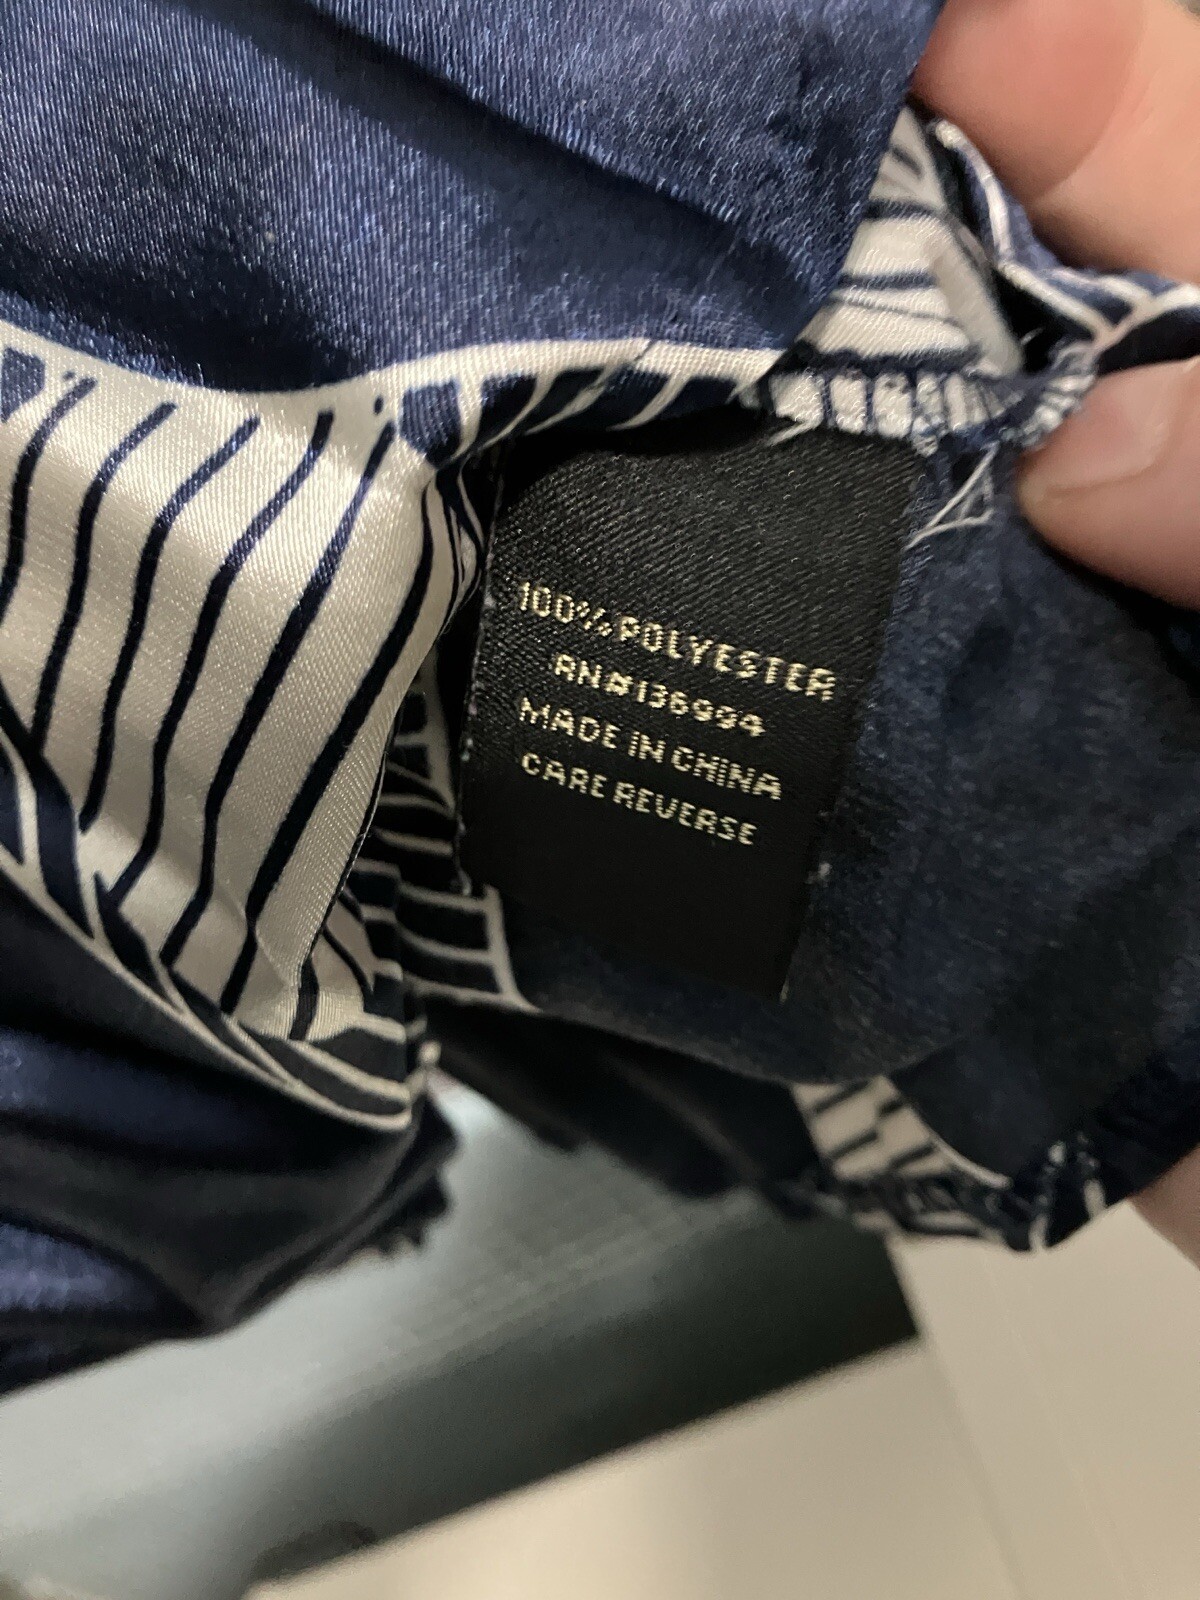 100% POLYESTER
RN#136994
MADE IN CHINA
CARE REVERSE